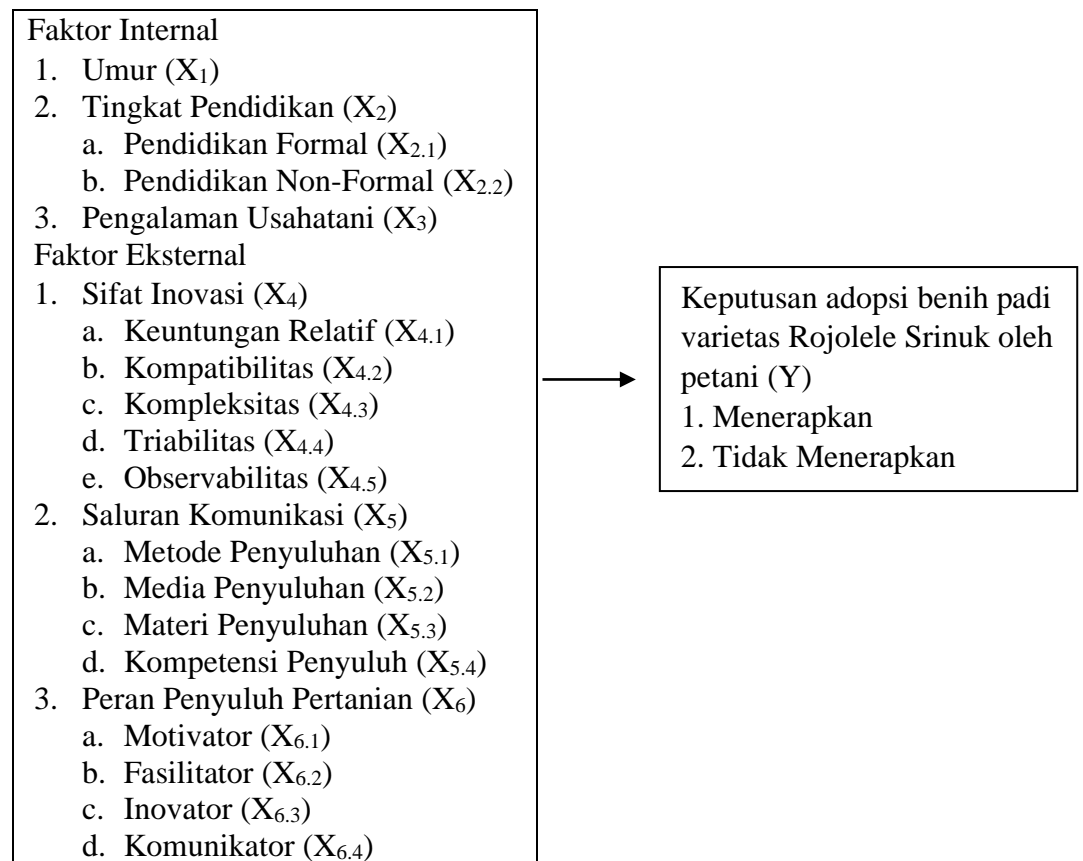 Faktor Internal
1. Umur (X₁)
2. Tingkat Pendidikan (X₂)
a. Pendidikan Formal (X₂.₁)
b. Pendidikan Non-Formal (X₂.₂)
3. Pengalaman Usahatani (X₃)
Faktor Eksternal
1. Sifat Inovasi (X₄)
a. Keuntungan Relatif (X₄.₁)
b. Kompatibilitas (X₄.₂)
c. Kompleksitas (X₄.₃)
d. Triabilitas (X₄.₄)
e. Observabilitas (X₄.₅)
2. Saluran Komunikasi (X₅)
a. Metode Penyuluhan (X₅.₁)
b. Media Penyuluhan (X₅.₂)
c. Materi Penyuluhan (X₅.₃)
d. Kompetensi Penyuluh (X₅.₄)
3. Peran Penyuluh Pertanian (X₆)
a. Motivator (X₆.₁)
b. Fasilitator (X₆.₂)
c. Inovator (X₆.₃)
d. Komunikator (X₆.₄)
Keputusan adopsi benih padi
varietas Rojolele Srinuk oleh
petani (Y)
1. Menerapkan
2. Tidak Menerapkan